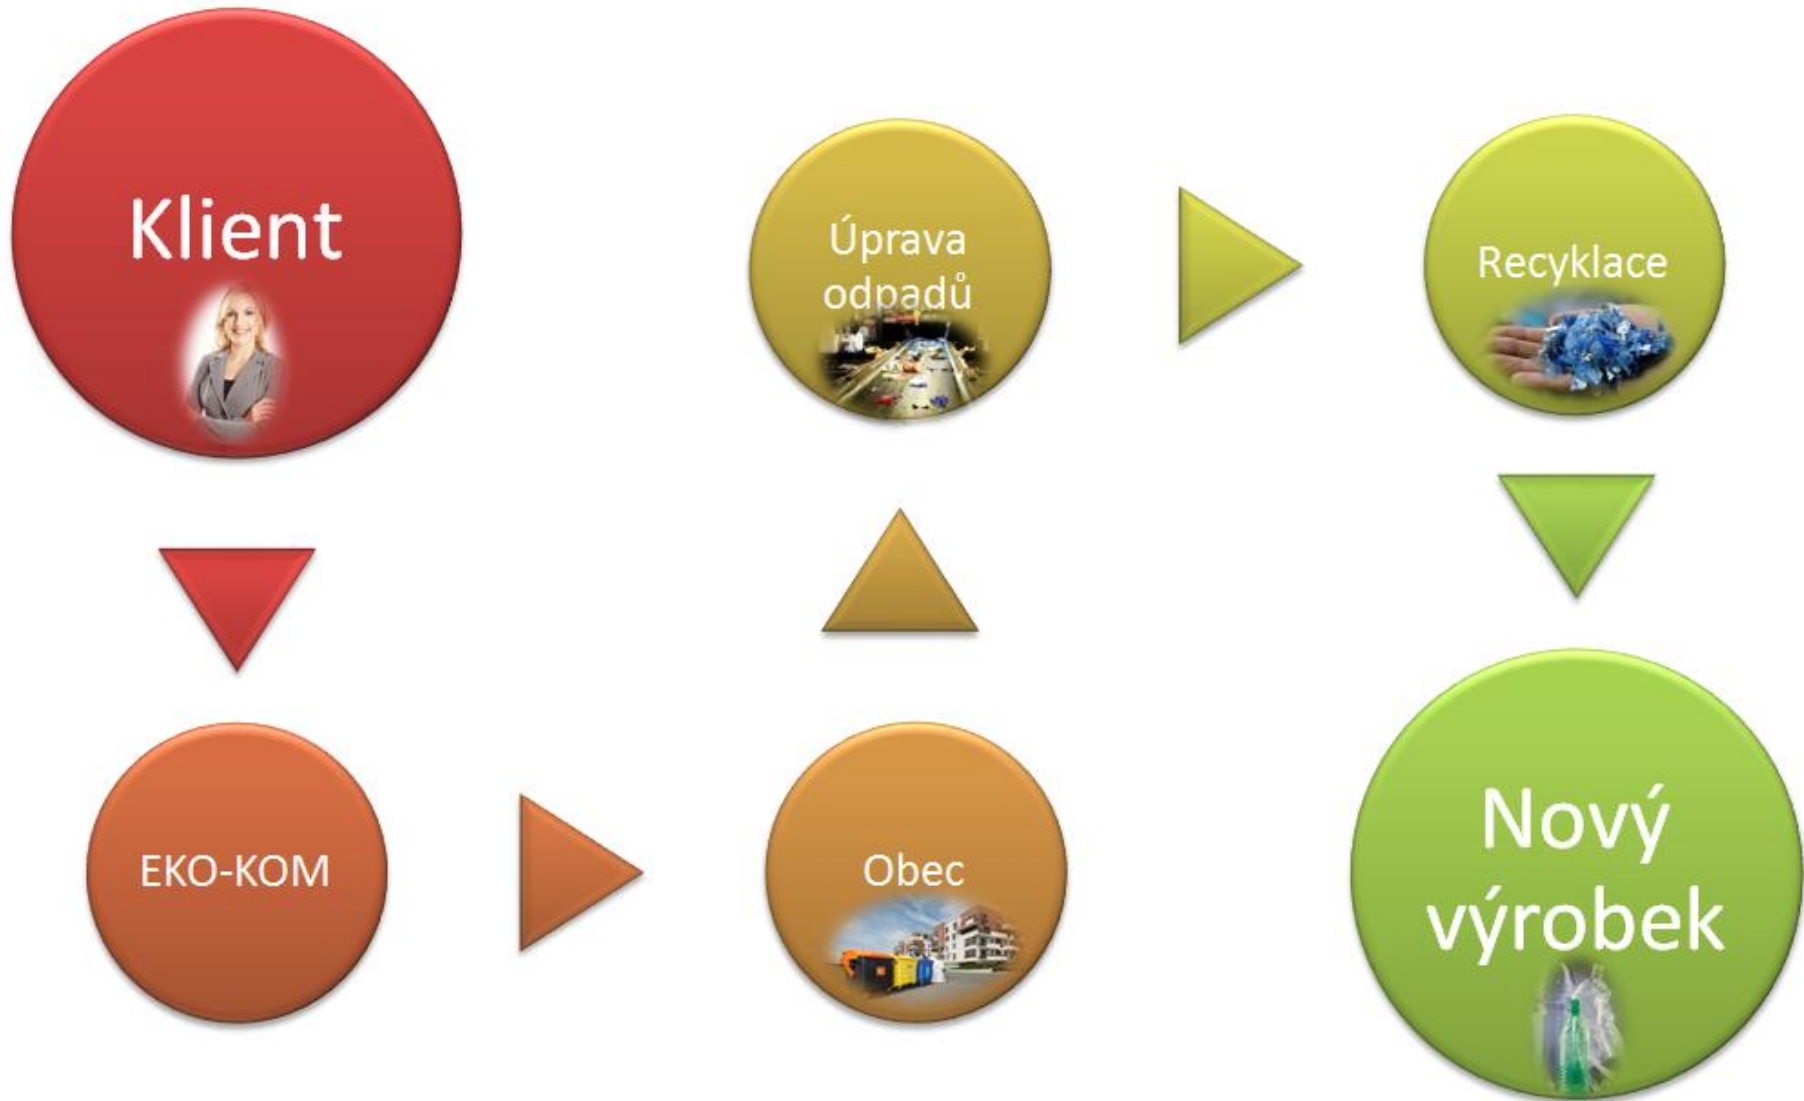 Klient
EKO-KOM
Obec
Úprava
odpadů
Recyklace
Nový
výrobek